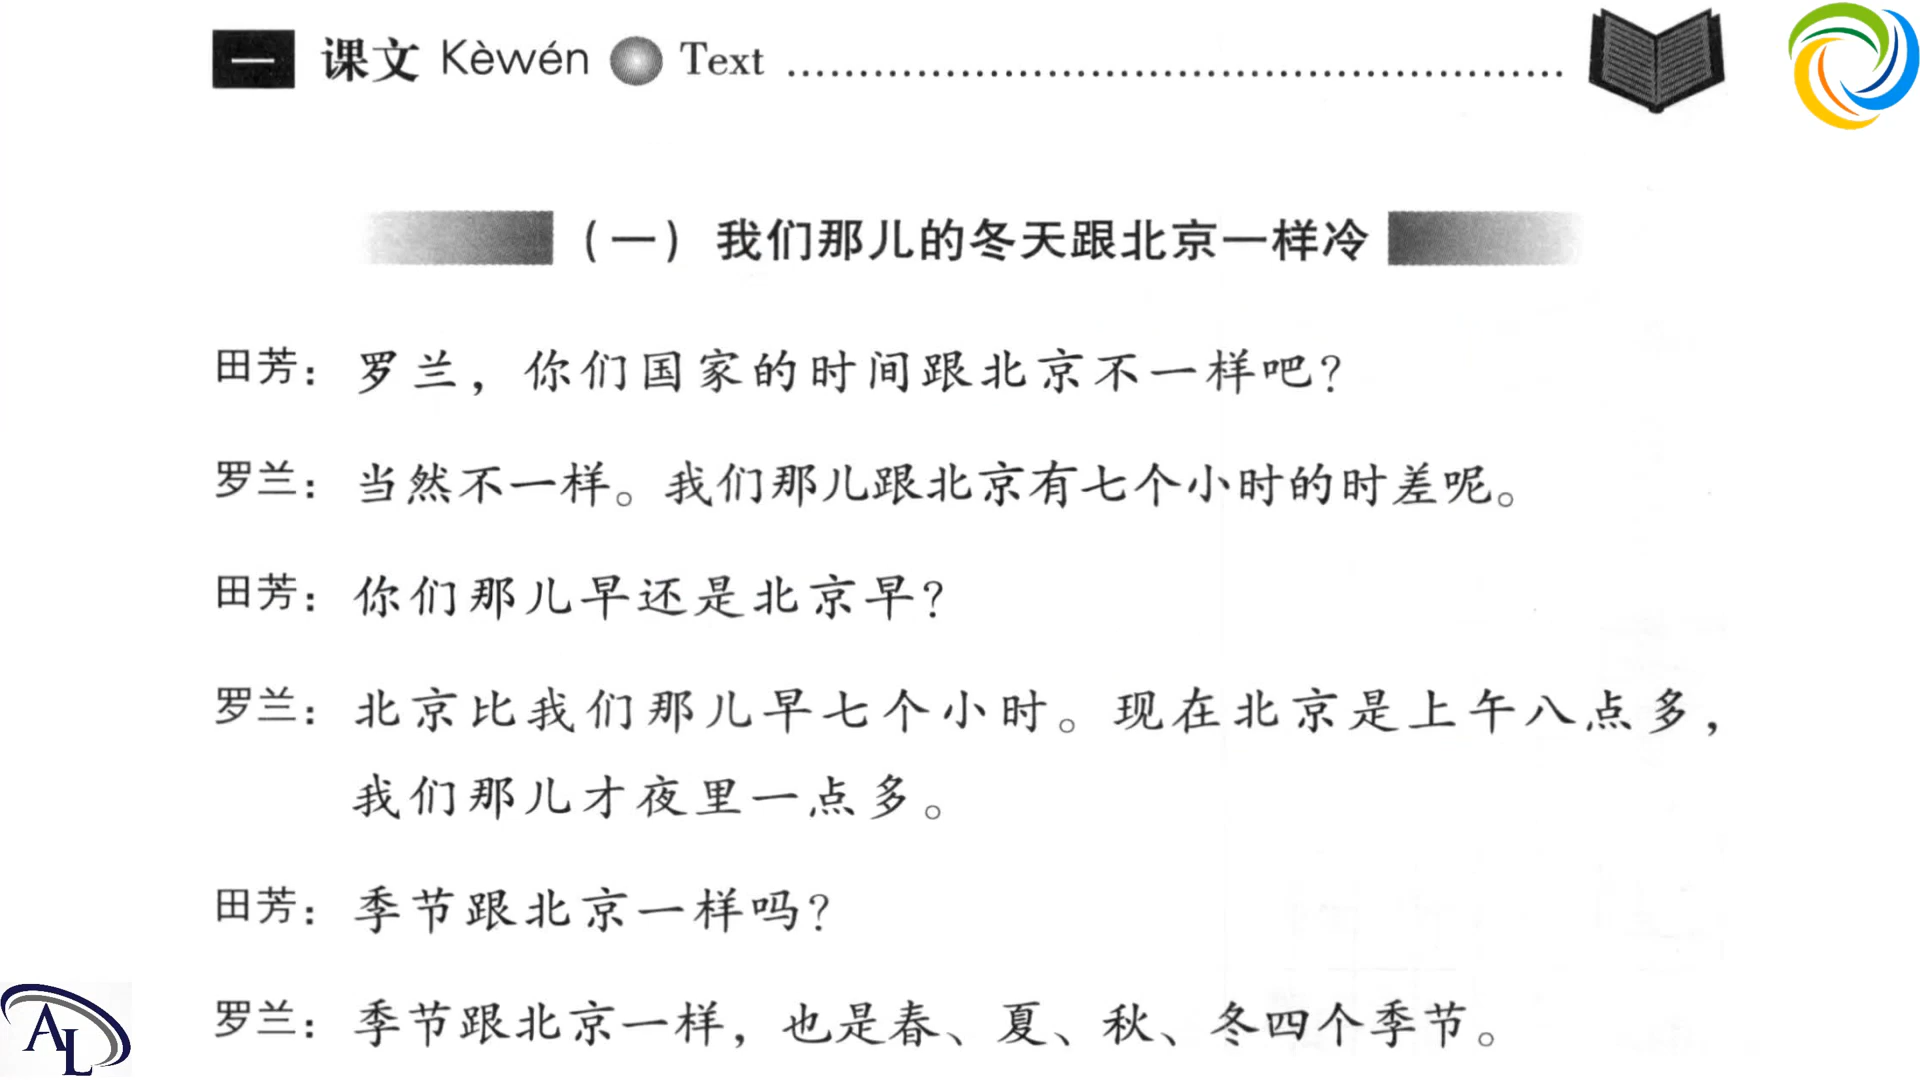 一 课文 Kèwén Text
(一) 我们那儿的冬天跟北京一样冷
田芳: 罗兰，你们国家的时间跟北京不一样吧?
罗兰: 当然不一样。我们那儿跟北京有七个小时的时差呢。
田芳: 你们那儿早还是北京早?
罗兰: 北京比我们那儿早七个小时。现在北京是上午八点多，
我们那儿才夜里一点多。
田芳: 季节跟北京一样吗?
罗兰: 季节跟北京一样，也是春、夏、秋、冬四个季节。
AL